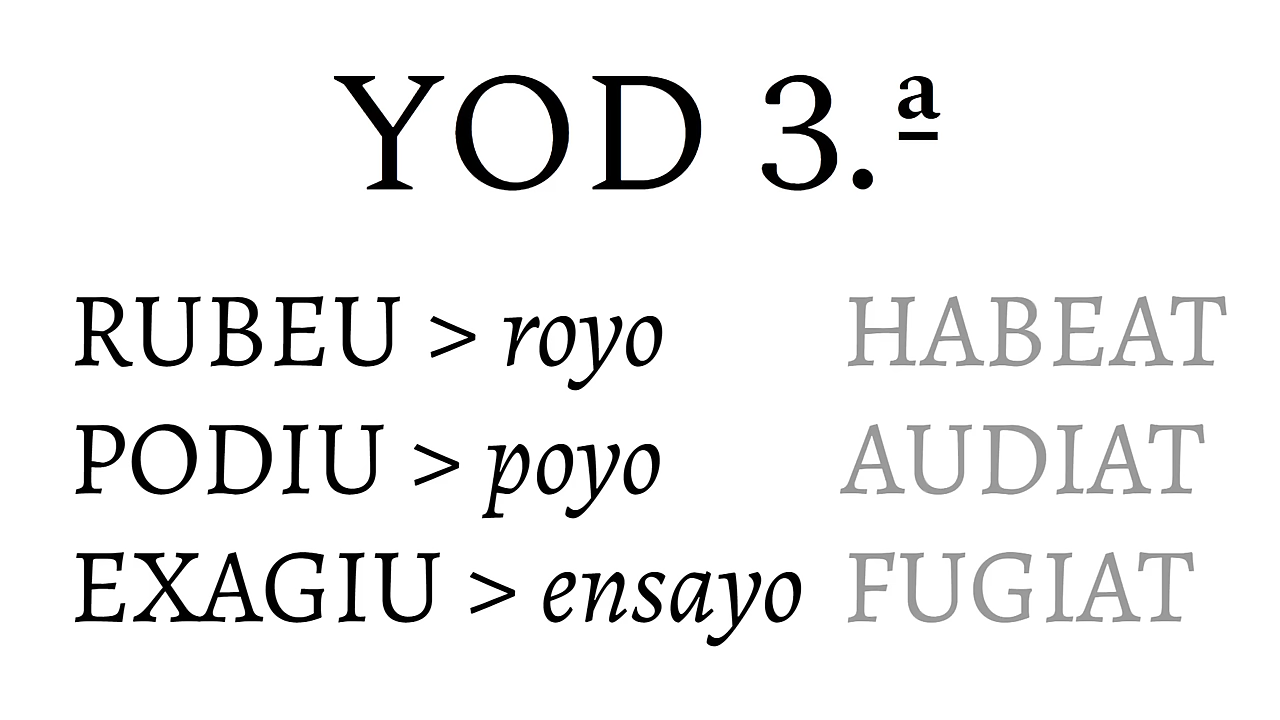 YOD 3.ª
RUBEU > royo HABEAT
PODIU > poyo AUDIAT
EXAGIU > ensayo FUGIAT